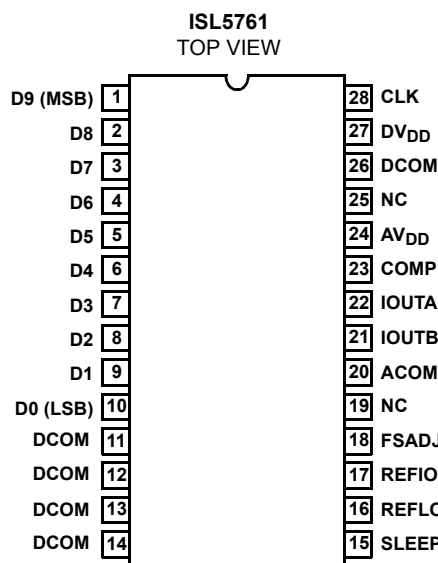 ISL5761
TOP VIEW
D9 (MSB) 1
D8 2
D7 3
D6 4
D5 5
D4 6
D3 7
D2 8
D1 9
D0 (LSB) 10
DCOM 11
DCOM 12
DCOM 13
DCOM 14
28 CLK
27 DVDD
26 DCOM
25 NC
24 AVDD
23 COMP
22 IOUTA
21 IOUTB
20 ACOM
19 NC
18 FSADJ
17 REFIO
16 REFLO
15 SLEEP